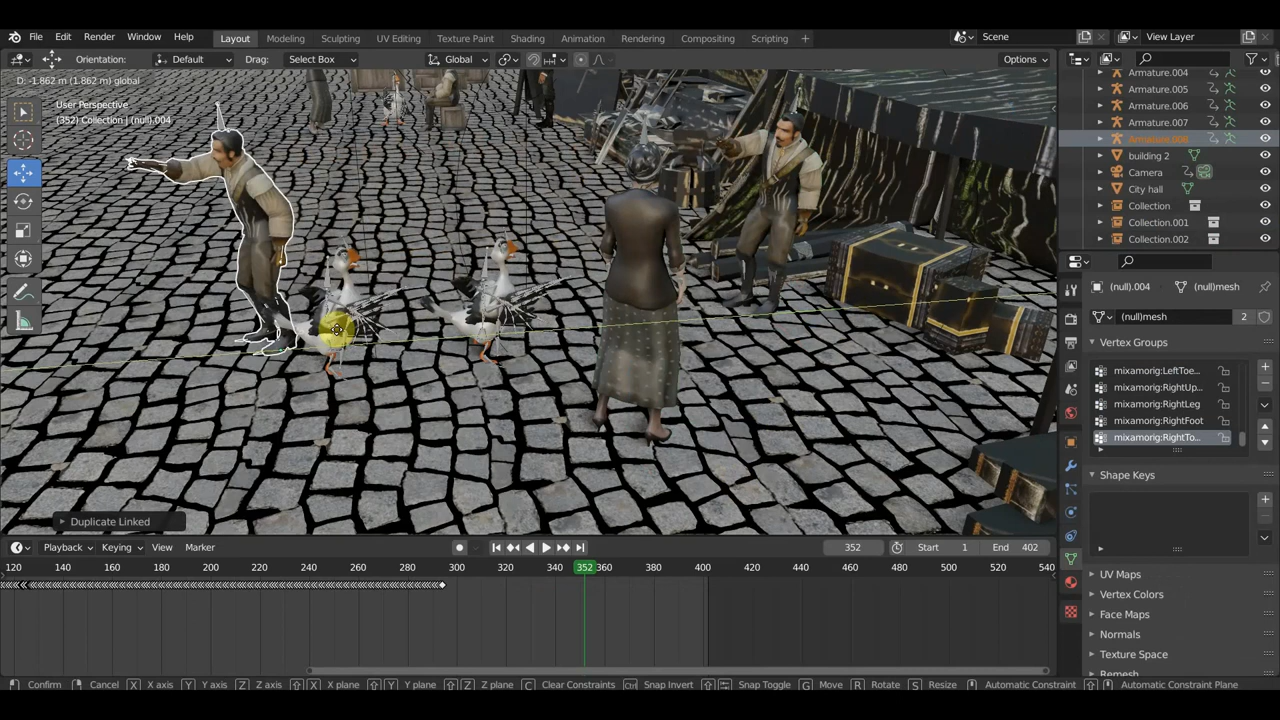 File Edit Render Window Help Layout Modeling Sculpting UV Editing Texture Paint Shading Animation Rendering Compositing Scripting + Scene View Layer
Orientation: Default Drag: Select Box Global Options
D: -1.862 m (1.862 m) global
User Perspective
(352) Collection | (null).004
Armature.004
Armature.005
Armature.006
Armature.007
Armature.008
building 2
Camera
City hall
Collection
Collection.001
Collection.002
(null).004 (null)mesh
(null)mesh 2
Vertex Groups
mixamorig:LeftToe...
mixamorig:RightUp...
mixamorig:RightLeg
mixamorig:RightFoot
mixamorig:RightTo...
Shape Keys
UV Maps
Vertex Colors
Face Maps
Normals
Texture Space
Remesh
Duplicate Linked
Playback Keying View Marker 352 Start 1 End 402
120 140 160 180 200 220 240 260 280 300 320 340 352 360 380 400 420 440 460 480 500 520 540
Confirm Cancel X X axis Y Y axis Z Z axis X X plane Y Y plane Z Z plane C Clear Constraints Ctrl Snap Invert Snap Toggle G Move R Rotate S Resize Automatic Constraint Automatic Constraint Plane